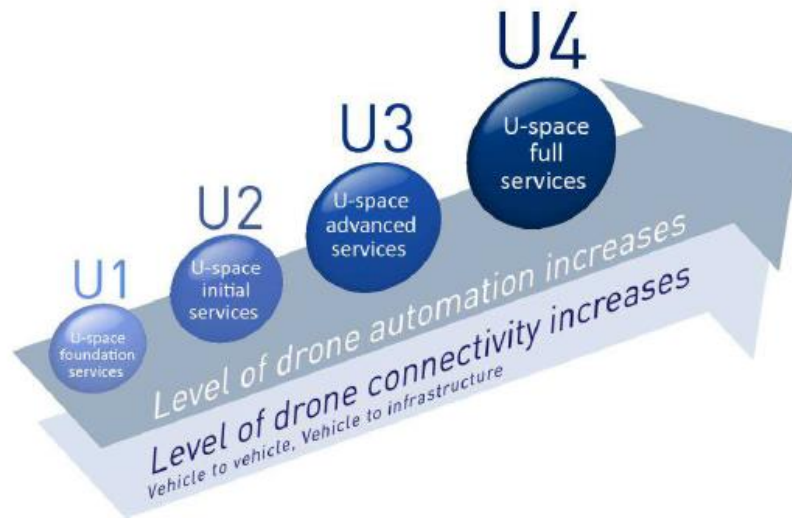 U1
U-space
foundation
services
U2
U-space
initial
services
U3
U-space
advanced
services
U4
U-space
full
services
Level of drone automation increases
Level of drone connectivity increases
Vehicle to vehicle, Vehicle to infrastructure